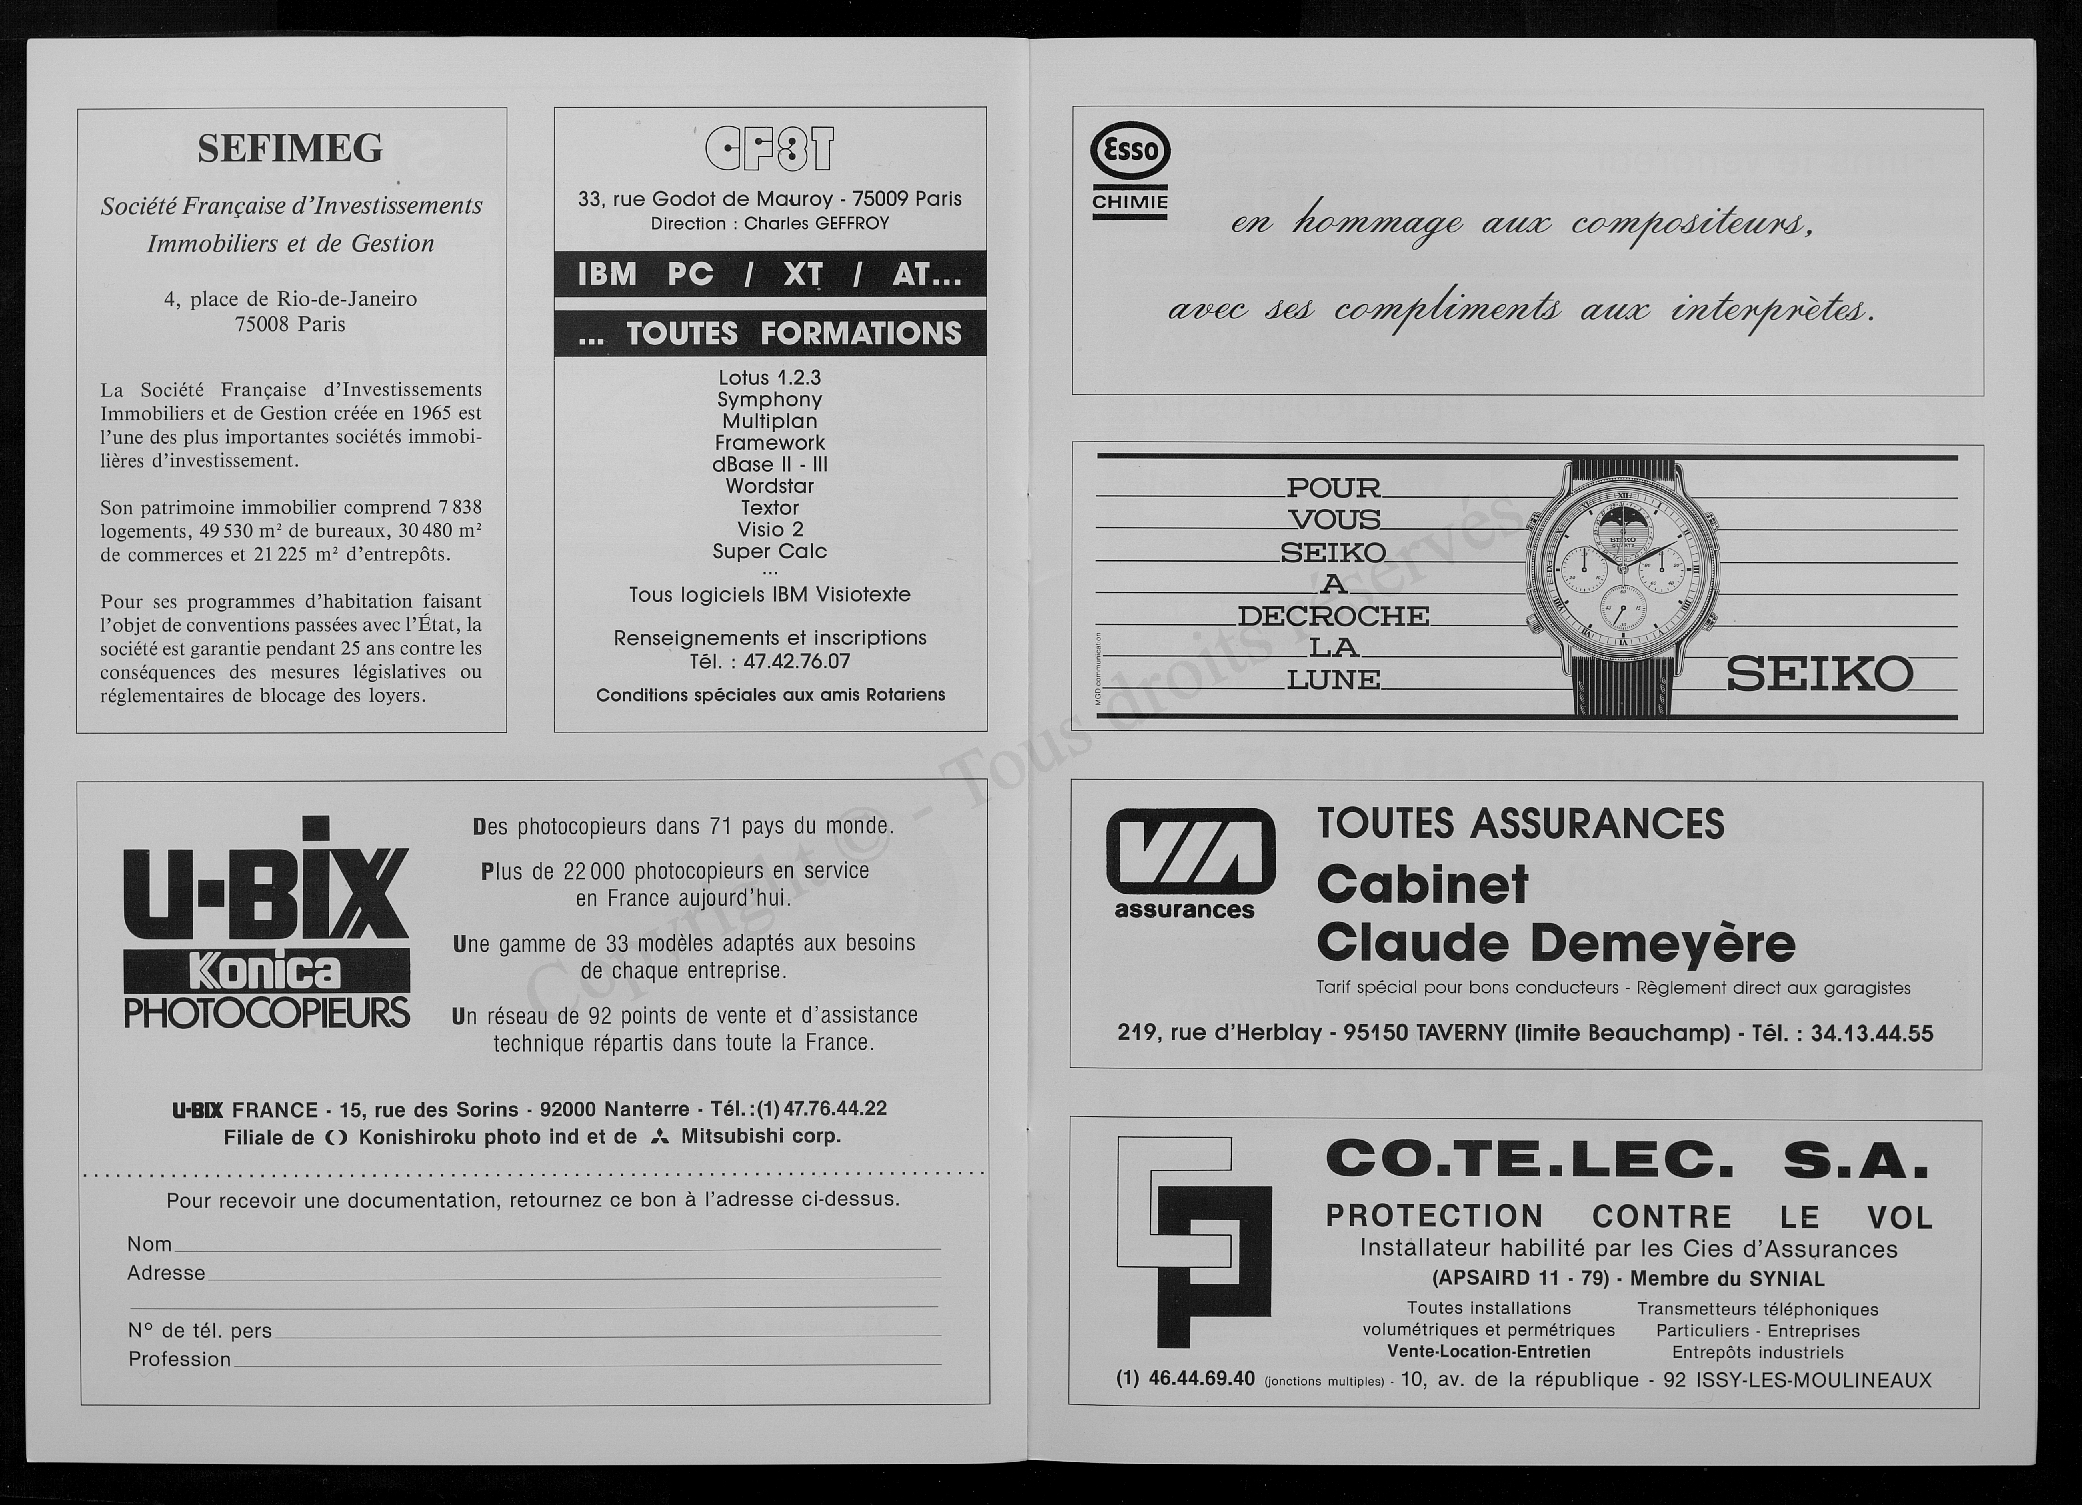 SEFIMEG
Société Française d'Investissements
Immobiliers et de Gestion
4, place de Rio-de-Janeiro
75008 Paris
La Société Française d'Investissements
Immobiliers et de Gestion créée en 1965 est
l'une des plus importantes sociétés immobi-
lières d'investissement.
Son patrimoine immobilier comprend 7 838
logements, 49 530 m² de bureaux, 30 480 m²
de commerces et 21 225 m² d'entrepôts.
Pour ses programmes d'habitation faisant
l'objet de conventions passées avec l'État, la
société est garantie pendant 25 ans contre les
conséquences des mesures législatives ou
réglementaires de blocage des loyers.
CF3T
33, rue Godot de Mauroy - 75009 Paris
Direction : Charles GEFFROY
IBM PC / XT / AT...
... TOUTES FORMATIONS
Lotus 1.2.3
Symphony
Multiplan
Framework
dBase II - III
Wordstar
Textor
Visio 2
Super Calc
...
Tous logiciels IBM Visiotexte
Renseignements et inscriptions
Tél. : 47.42.76.07
Conditions spéciales aux amis Rotariens
U-BIX
Konica
PHOTOCOPIEURS
Des photocopieurs dans 71 pays du monde.
Plus de 22 000 photocopieurs en service
en France aujourd'hui.
Une gamme de 33 modèles adaptés aux besoins
de chaque entreprise.
Un réseau de 92 points de vente et d'assistance
technique répartis dans toute la France.
U-BIX FRANCE - 15, rue des Sorins - 92000 Nanterre - Tél.:(1) 47.76.44.22
Filiale de Konishiroku photo ind et de Mitsubishi corp.
Pour recevoir une documentation, retournez ce bon à l'adresse ci-dessus.
Nom
Adresse
N° de tél. pers
Profession
Esso
CHIMIE
en hommage aux compositeurs,
avec ses compliments aux interprètes.
POUR
VOUS
SEIKO
A
DECROCHE
LA
LUNE
SEIKO
MGD communication
SEIKO
QUARTZ
VIA
assurances
TOUTES ASSURANCES
Cabinet
Claude Demeyère
Tarif spécial pour bons conducteurs - Règlement direct aux garagistes
219, rue d'Herblay - 95150 TAVERNY (limite Beauchamp) - Tél. : 34.13.44.55
CO.TE.LEC. S.A.
PROTECTION CONTRE LE VOL
Installateur habilité par les Cies d'Assurances
(APSAIRD 11 - 79) - Membre du SYNIAL
Toutes installations
volumétriques et permétriques
Vente-Location-Entretien
Transmetteurs téléphoniques
Particuliers - Entreprises
Entrepôts industriels
(1) 46.44.69.40 (jonctions multiples) - 10, av. de la république - 92 ISSY-LES-MOULINEAUX
Copyright © - Tous droits réservés